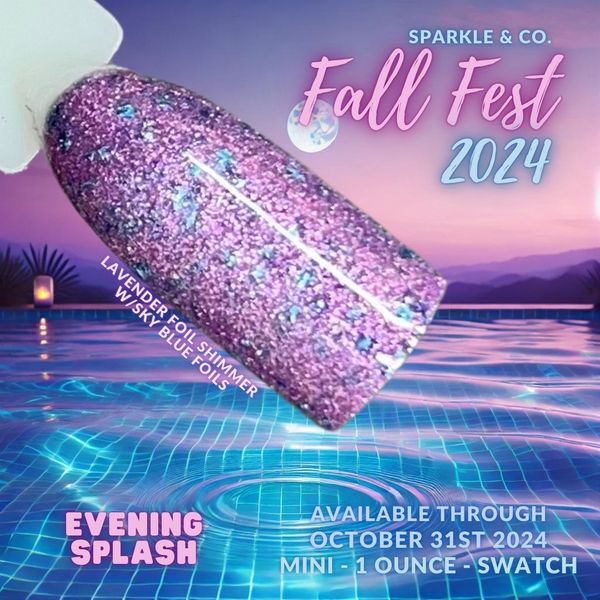 SPARKLE & CO.
Fall Fest
2024
LAVENDER FOIL SHIMMER
W/SKY BLUE FOILS
EVENING
SPLASH
AVAILABLE THROUGH
OCTOBER 31ST 2024
MINI - 1 OUNCE - SWATCH